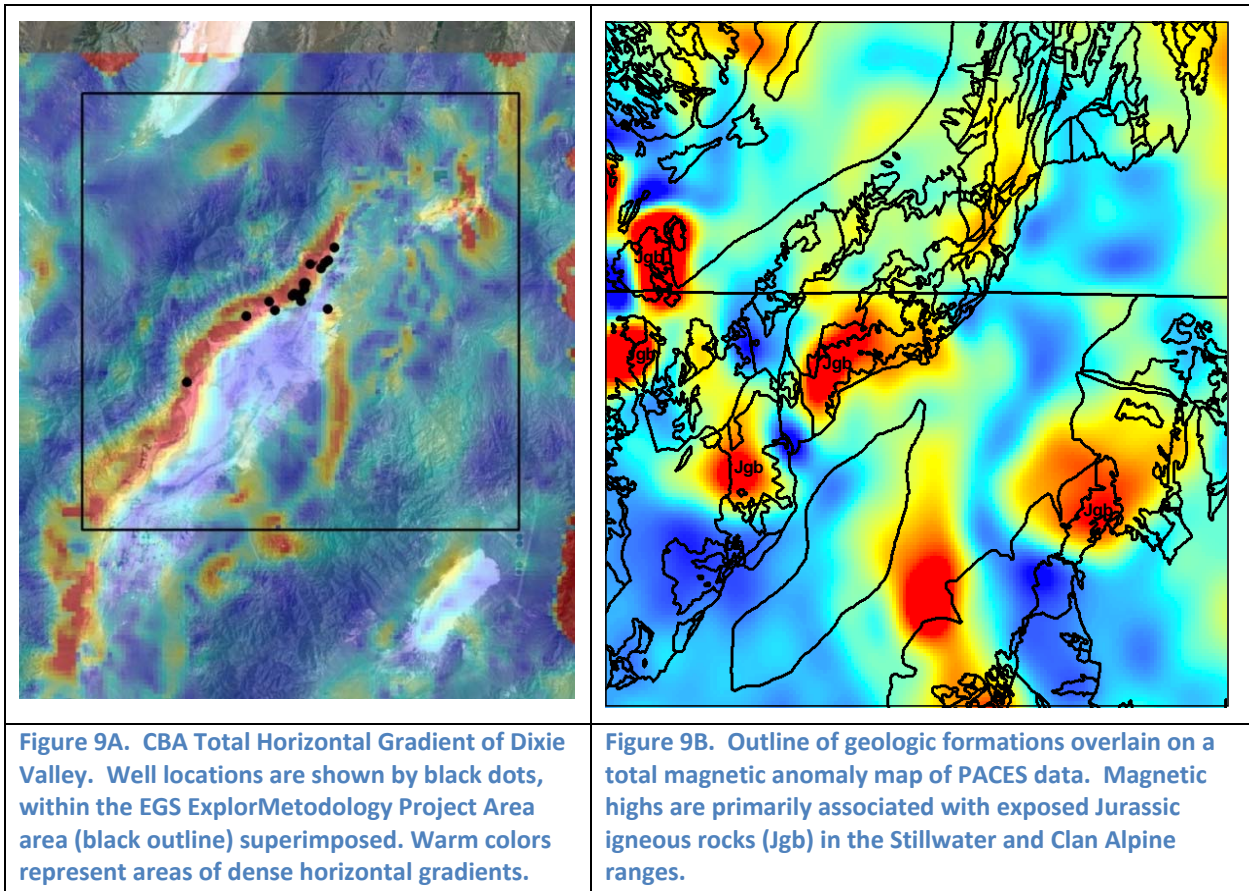 Jgb
Jgb
Jgb
Jgb
Jgb
Figure 9A. CBA Total Horizontal Gradient of Dixie
Valley. Well locations are shown by black dots,
within the EGS ExplorMetodology Project Area
area (black outline) superimposed. Warm colors
represent areas of dense horizontal gradients.
Figure 9B. Outline of geologic formations overlain on a
total magnetic anomaly map of PACES data. Magnetic
highs are primarily associated with exposed Jurassic
igneous rocks (Jgb) in the Stillwater and Clan Alpine
ranges.